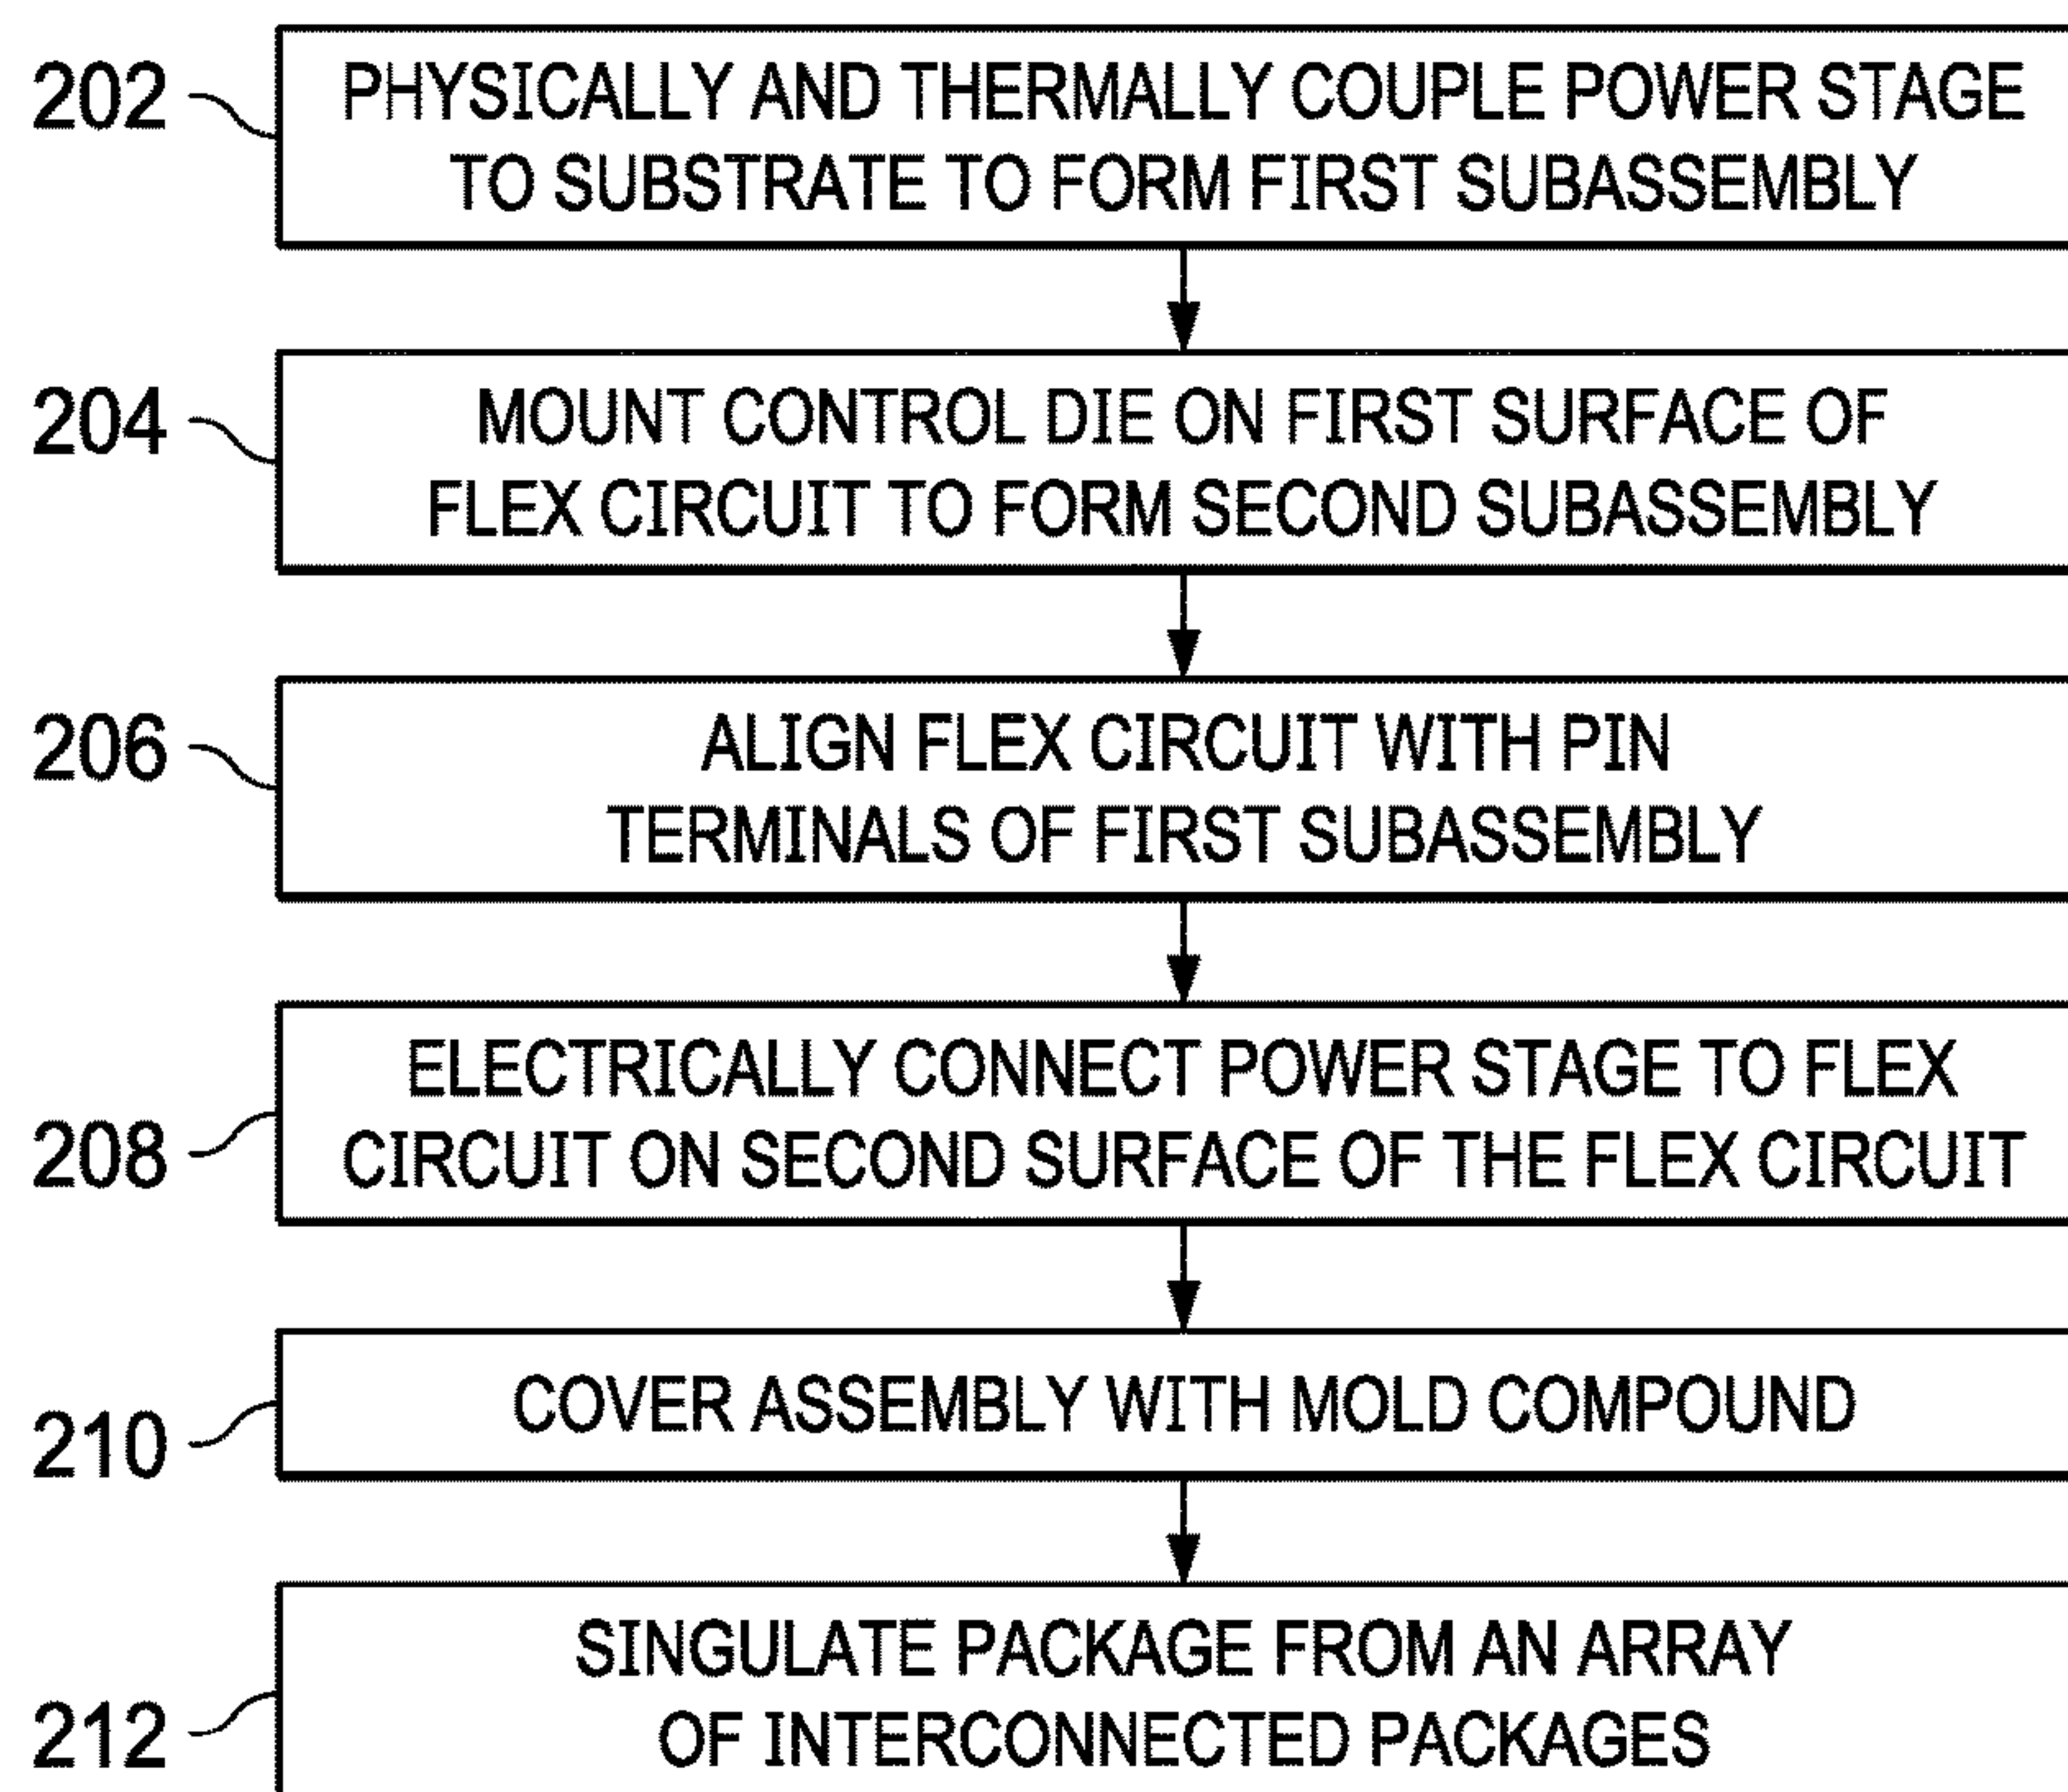 202
PHYSICALLY AND THERMALLY COUPLE POWER STAGE
TO SUBSTRATE TO FORM FIRST SUBASSEMBLY
204
MOUNT CONTROL DIE ON FIRST SURFACE OF
FLEX CIRCUIT TO FORM SECOND SUBASSEMBLY
206
ALIGN FLEX CIRCUIT WITH PIN
TERMINALS OF FIRST SUBASSEMBLY
208
ELECTRICALLY CONNECT POWER STAGE TO FLEX
CIRCUIT ON SECOND SURFACE OF THE FLEX CIRCUIT
210
COVER ASSEMBLY WITH MOLD COMPOUND
212
SINGULATE PACKAGE FROM AN ARRAY
OF INTERCONNECTED PACKAGES